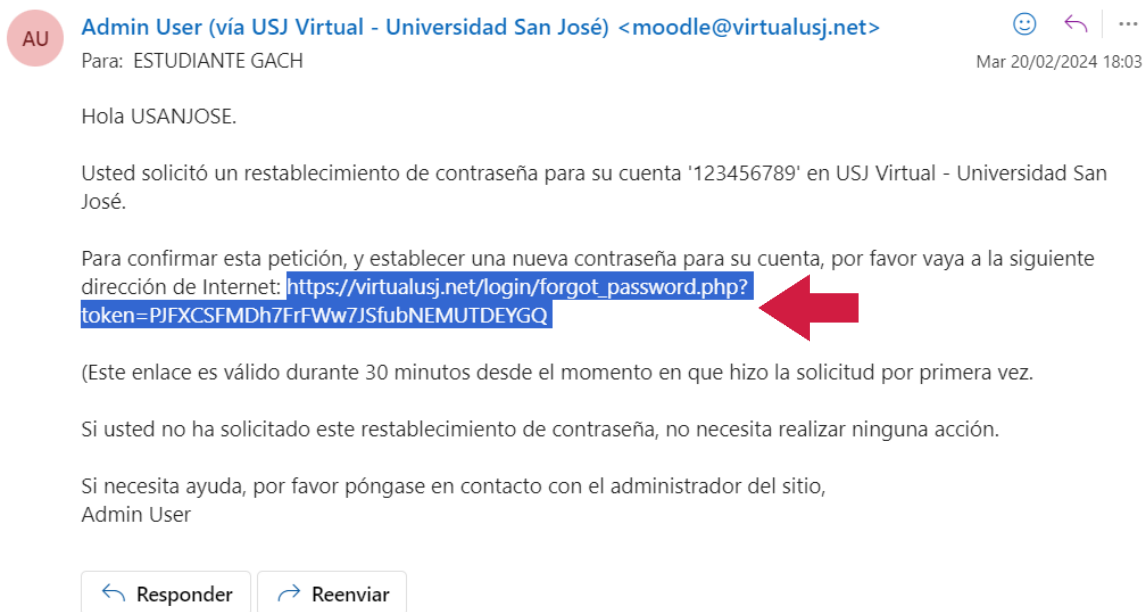 AU
Admin User (vía USJ Virtual - Universidad San José) <moodle@virtualusj.net>
Para: ESTUDIANTE GACH
Mar 20/02/2024 18:03
Hola USANJOSE.
Usted solicitó un restablecimiento de contraseña para su cuenta '123456789' en USJ Virtual - Universidad San
José.
Para confirmar esta petición, y establecer una nueva contraseña para su cuenta, por favor vaya a la siguiente
dirección de Internet: https://virtualusj.net/login/forgot_password.php?
token=PJFXCSFMDh7FrFWw7JSfubNEMUTDEYGQ
(Este enlace es válido durante 30 minutos desde el momento en que hizo la solicitud por primera vez.
Si usted no ha solicitado este restablecimiento de contraseña, no necesita realizar ninguna acción.
Si necesita ayuda, por favor póngase en contacto con el administrador del sitio,
Admin User
Responder
Reenviar